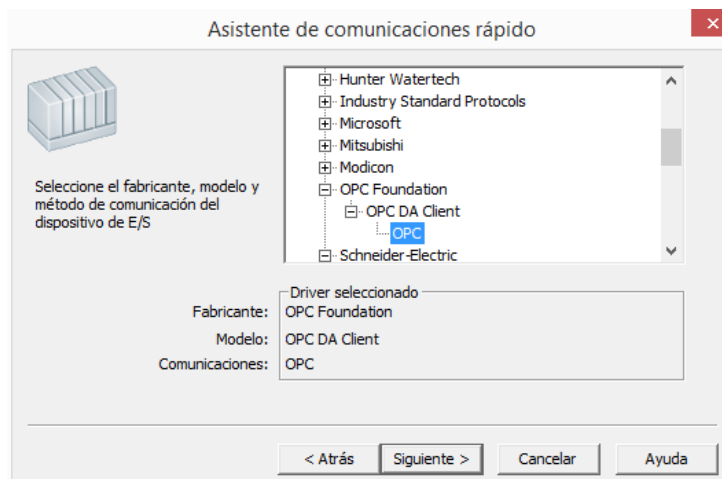 Asistente de comunicaciones rápido
Hunter Watertech
Industry Standard Protocols
Microsoft
Mitsubishi
Modicon
OPC Foundation
OPC DA Client
OPC
Schneider-Electric
Seleccione el fabricante, modelo y
método de comunicación del
dispositivo de E/S
Driver seleccionado
Fabricante: OPC Foundation
Modelo: OPC DA Client
Comunicaciones: OPC
< Atrás Siguiente > Cancelar Ayuda